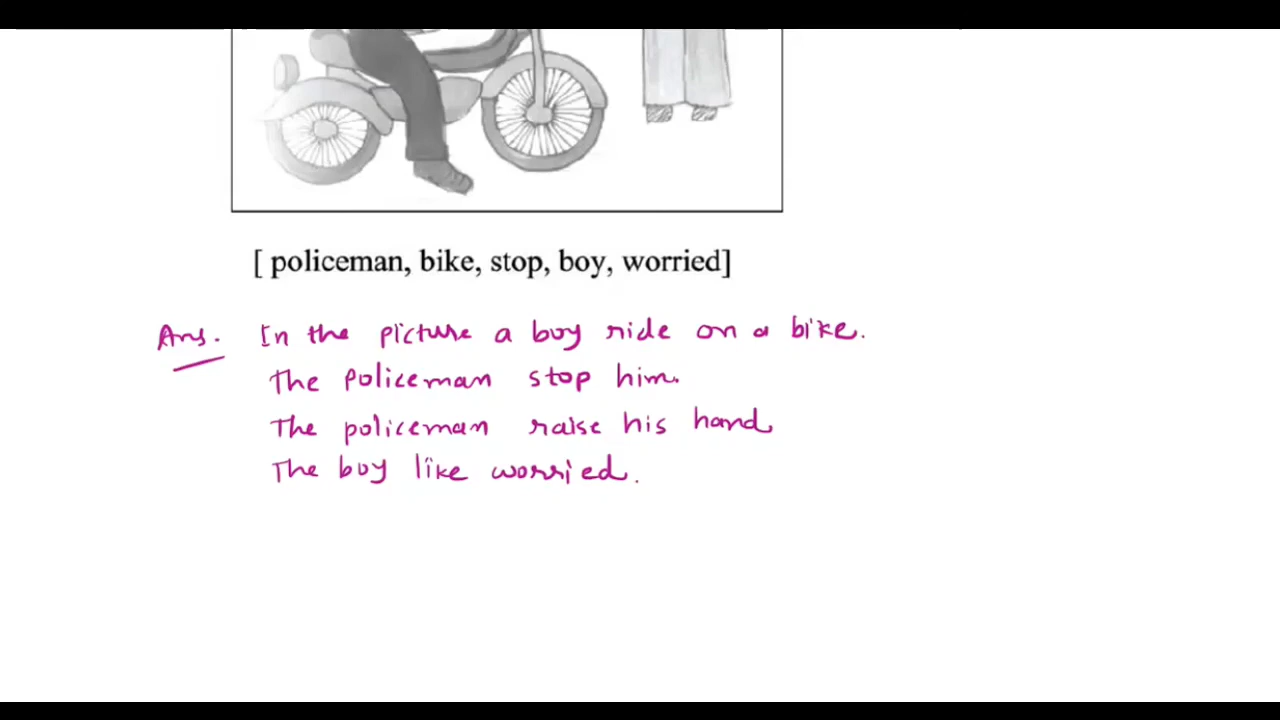 [ policeman, bike, stop, boy, worried]
Ans. In the picture a boy ride on a bike.
The policeman stop him.
The policeman raise his hand
The boy like worried.